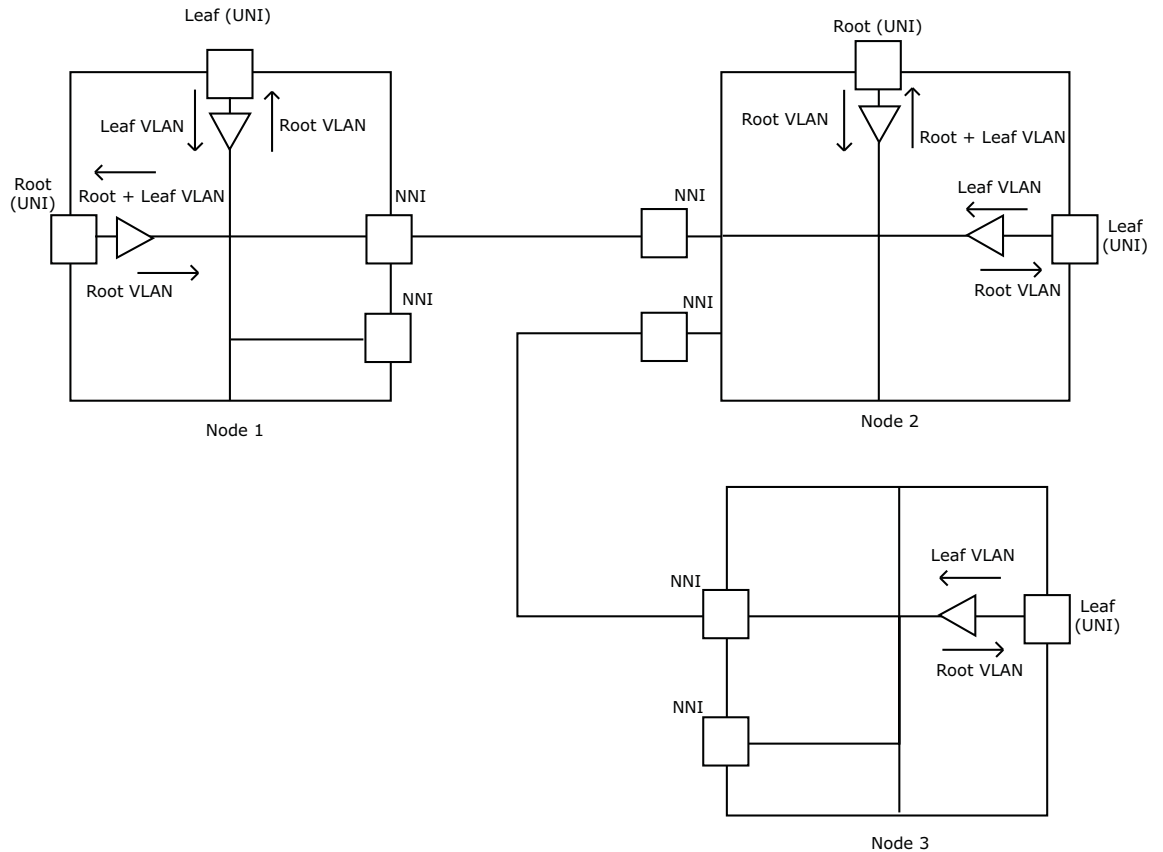 Leaf (UNI)
Leaf VLAN
Root VLAN
Root
(UNI)
Root + Leaf VLAN
Root VLAN
NNI
NNI
Node 1
Root (UNI)
Root VLAN
Root + Leaf VLAN
NNI
Leaf VLAN
Leaf
(UNI)
Root VLAN
NNI
Node 2
NNI
Leaf VLAN
Leaf
(UNI)
Root VLAN
NNI
Node 3